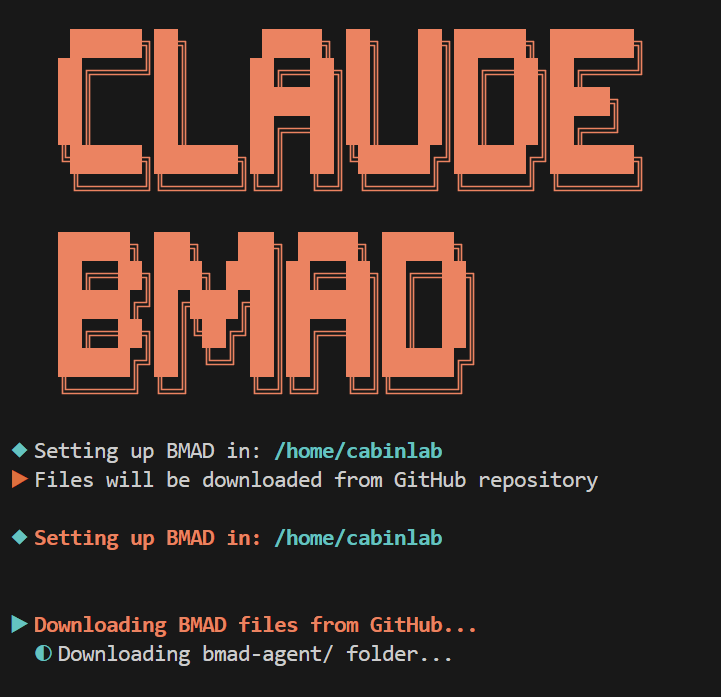 CLAUDE
BMAD
Setting up BMAD in: /home/cabinlab
Files will be downloaded from GitHub repository
Setting up BMAD in: /home/cabinlab
Downloading BMAD files from GitHub...
Downloading bmad-agent/ folder...